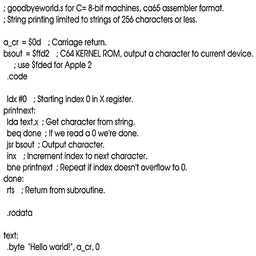 ; goodbyeworld.s for C= 8-bit machines, ca65 assembler format.
; String printing limited to strings of 256 characters or less.
a_cr = $0d ; Carriage return.
bsout = $ffd2 ; C64 KERNEL ROM, output a character to current device.
; use $fded for Apple 2
.code
ldx #0 ; Starting index 0 in X register.
printnext:
lda text,x ; Get character from string.
beq done ; If we read a 0 we're done.
jsr bsout ; Output character.
inx ; Increment index to next character.
bne printnext ; Repeat if index doesn't overflow to 0.
done:
rts ; Return from subroutine.
.rodata
text:
.byte "Hello world!", a_cr, 0